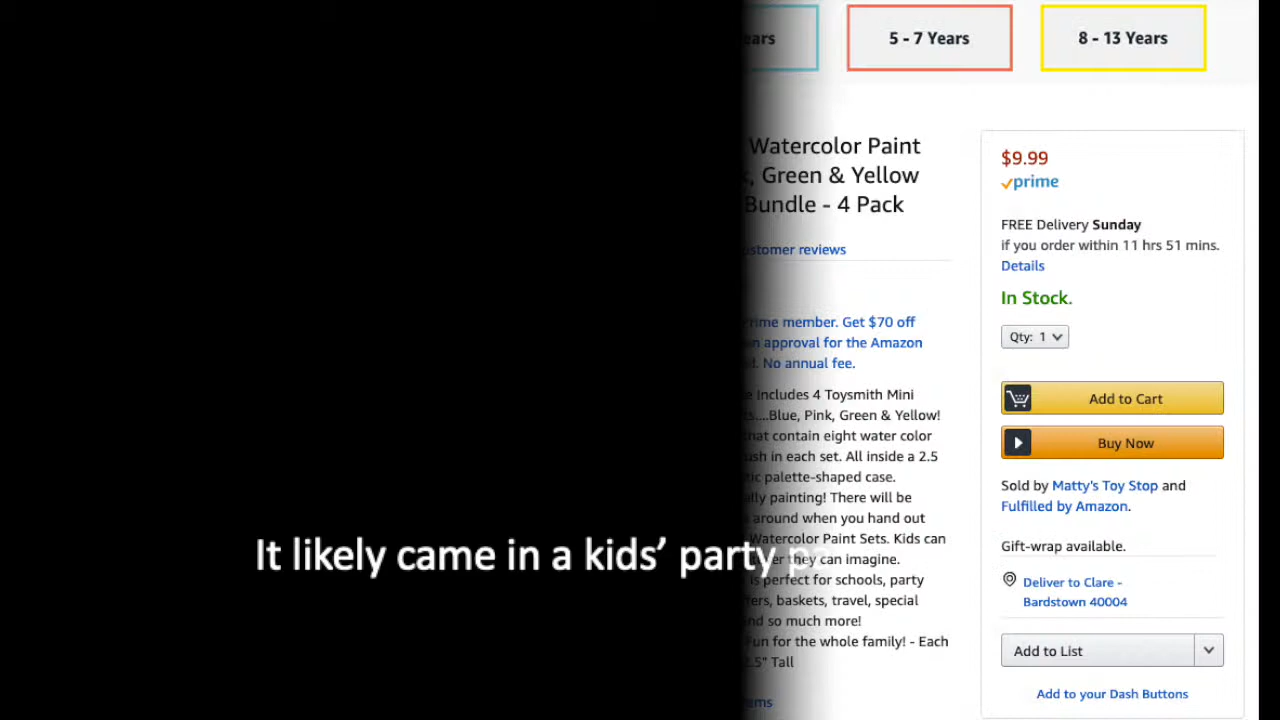 5 - 7 Years
8 - 13 Years
Watercolor Paint
Green & Yellow
Bundle - 4 Pack
reviews
$9.99
prime
FREE Delivery Sunday
if you order within 11 hrs 51 mins.
Details
In Stock.
Qty: 1
member. Get $70 off
approval for the Amazon
No annual fee.
Includes 4 Toysmith Mini
Blue, Pink, Green & Yellow!
that contain eight water color
in each set. All inside a 2.5
palette-shaped case.
painting! There will be
around when you hand out
Watercolor Paint Sets. Kids can
they can imagine.
is perfect for schools, party
baskets, travel, special
and so much more!
Fun for the whole family! - Each
2.5" Tall
Add to Cart
Buy Now
Sold by Matty's Toy Stop and
Fulfilled by Amazon.
Gift-wrap available.
Deliver to Clare -
Bardstown 40004
Add to List
Add to your Dash Buttons
It likely came in a kids’ party